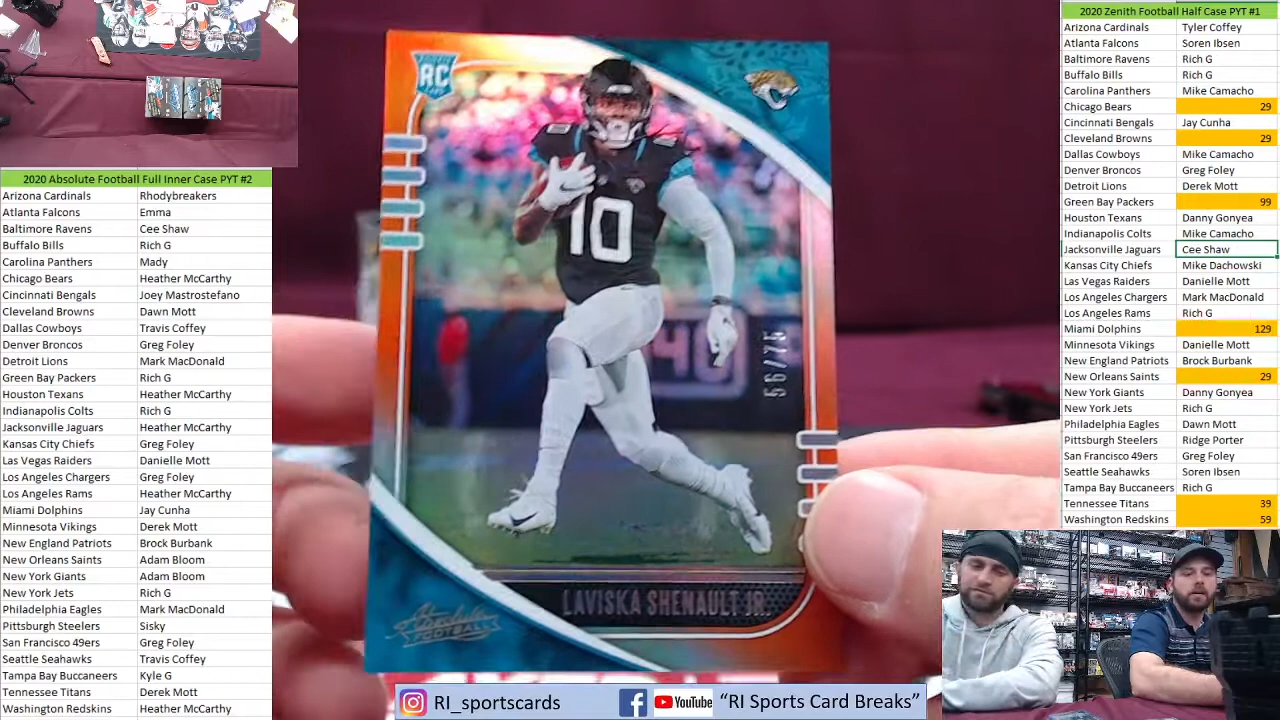 2020 Absolute Football Full Inner Case PYT #2
Arizona Cardinals Rhodybreakers
Atlanta Falcons Emma
Baltimore Ravens Cee Shaw
Buffalo Bills Rich G
Carolina Panthers Mady
Chicago Bears Heather McCarthy
Cincinnati Bengals Joey Mastrostefano
Cleveland Browns Dawn Mott
Dallas Cowboys Travis Coffey
Denver Broncos Greg Foley
Detroit Lions Mark MacDonald
Green Bay Packers Rich G
Houston Texans Heather McCarthy
Indianapolis Colts Rich G
Jacksonville Jaguars Heather McCarthy
Kansas City Chiefs Greg Foley
Las Vegas Raiders Danielle Mott
Los Angeles Chargers Greg Foley
Los Angeles Rams Heather McCarthy
Miami Dolphins Jay Cunha
Minnesota Vikings Derek Mott
New England Patriots Brock Burbank
New Orleans Saints Adam Bloom
New York Giants Adam Bloom
New York Jets Rich G
Philadelphia Eagles Mark MacDonald
Pittsburgh Steelers Sisky
San Francisco 49ers Greg Foley
Seattle Seahawks Travis Coffey
Tampa Bay Buccaneers Kyle G
Tennessee Titans Derek Mott
Washington Redskins Heather McCarthy
RC
10
10
66/75
LAVISKA SHENAULT JR.
Absolute
FOOTBALL
RI_sportscards YouTube "RI Sports Card Breaks"
2020 Zenith Football Half Case PYT #1
Arizona Cardinals Tyler Coffey
Atlanta Falcons Soren Ibsen
Baltimore Ravens Rich G
Buffalo Bills Rich G
Carolina Panthers Mike Camacho
Chicago Bears 29
Cincinnati Bengals Jay Cunha
Cleveland Browns 29
Dallas Cowboys Mike Camacho
Denver Broncos Greg Foley
Detroit Lions Derek Mott
Green Bay Packers 99
Houston Texans Danny Gonyea
Indianapolis Colts Mike Camacho
Jacksonville Jaguars Cee Shaw
Kansas City Chiefs Mike Dachowski
Las Vegas Raiders Danielle Mott
Los Angeles Chargers Mark MacDonald
Los Angeles Rams Rich G
Miami Dolphins 129
Minnesota Vikings Danielle Mott
New England Patriots Brock Burbank
New Orleans Saints 29
New York Giants Danny Gonyea
New York Jets Rich G
Philadelphia Eagles Dawn Mott
Pittsburgh Steelers Ridge Porter
San Francisco 49ers Greg Foley
Seattle Seahawks Soren Ibsen
Tampa Bay Buccaneers Rich G
Tennessee Titans 39
Washington Redskins 59